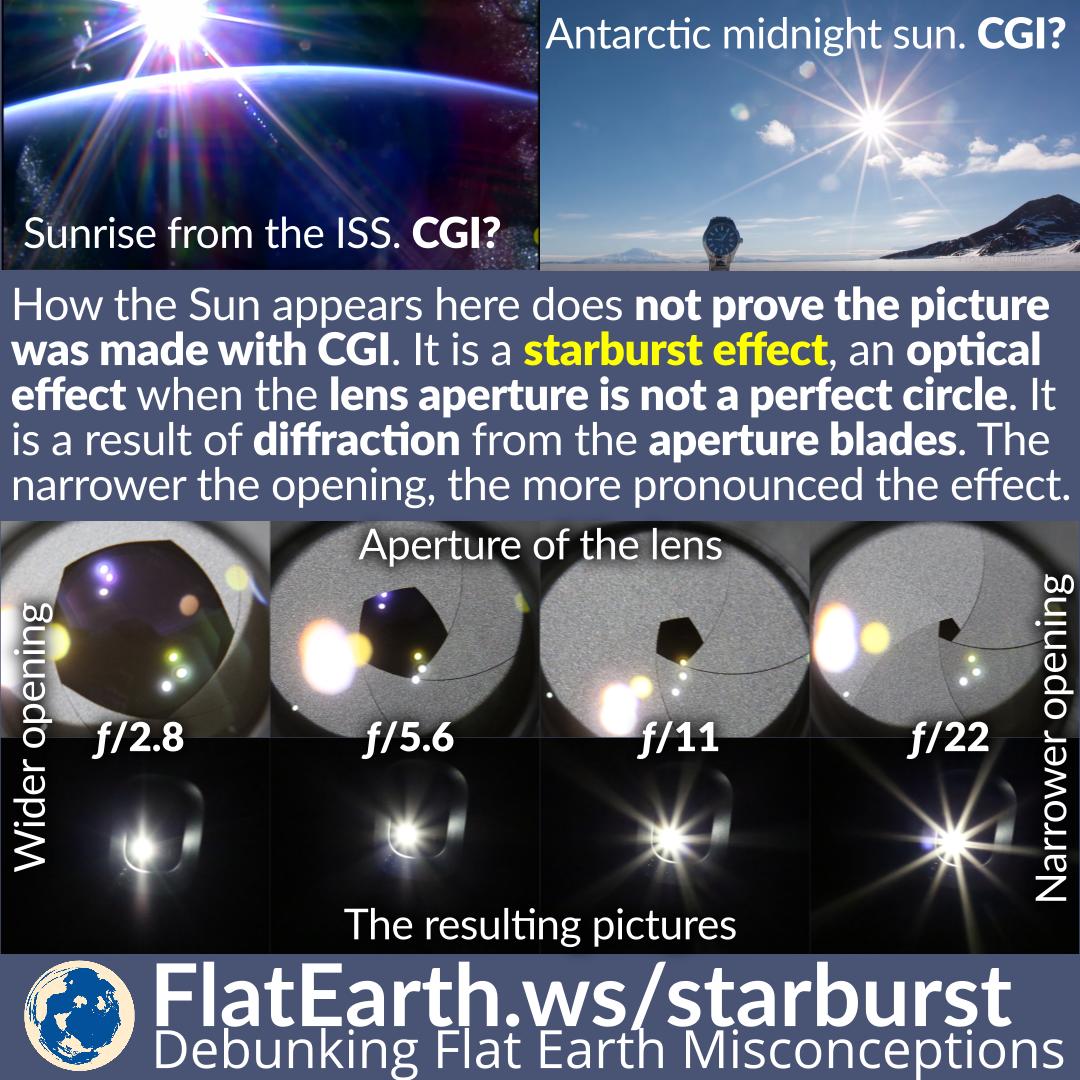 Antarctic midnight sun. CGI?
Sunrise from the ISS. CGI?
How the Sun appears here does not prove the picture
was made with CGI. It is a starburst effect, an optical
effect when the lens aperture is not a perfect circle. It
is a result of diffraction from the aperture blades. The
narrower the opening, the more pronounced the effect.
Aperture of the lens
Wider opening
Narrower opening
f/2.8
f/5.6
f/11
f/22
The resulting pictures
FlatEarth.ws/starburst
Debunking Flat Earth Misconceptions